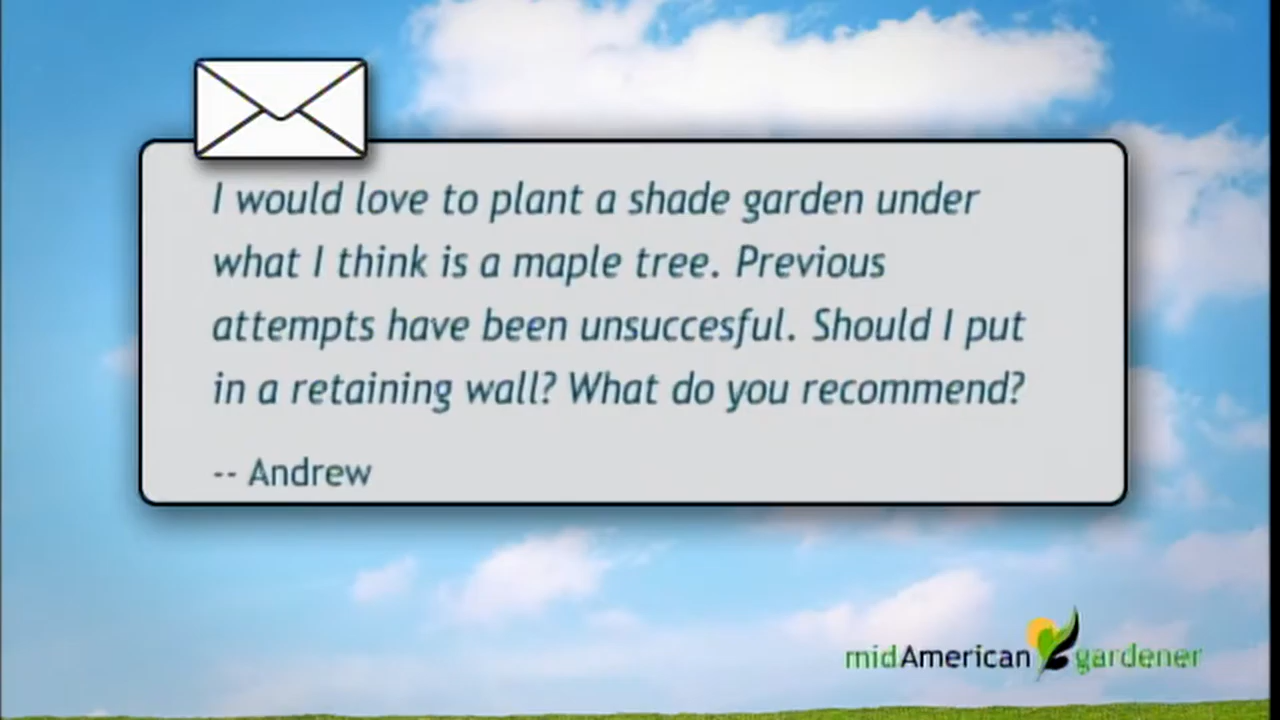 I would love to plant a shade garden under
what I think is a maple tree. Previous
attempts have been unsuccesful. Should I put
in a retaining wall? What do you recommend?
-- Andrew
midAmerican gardener